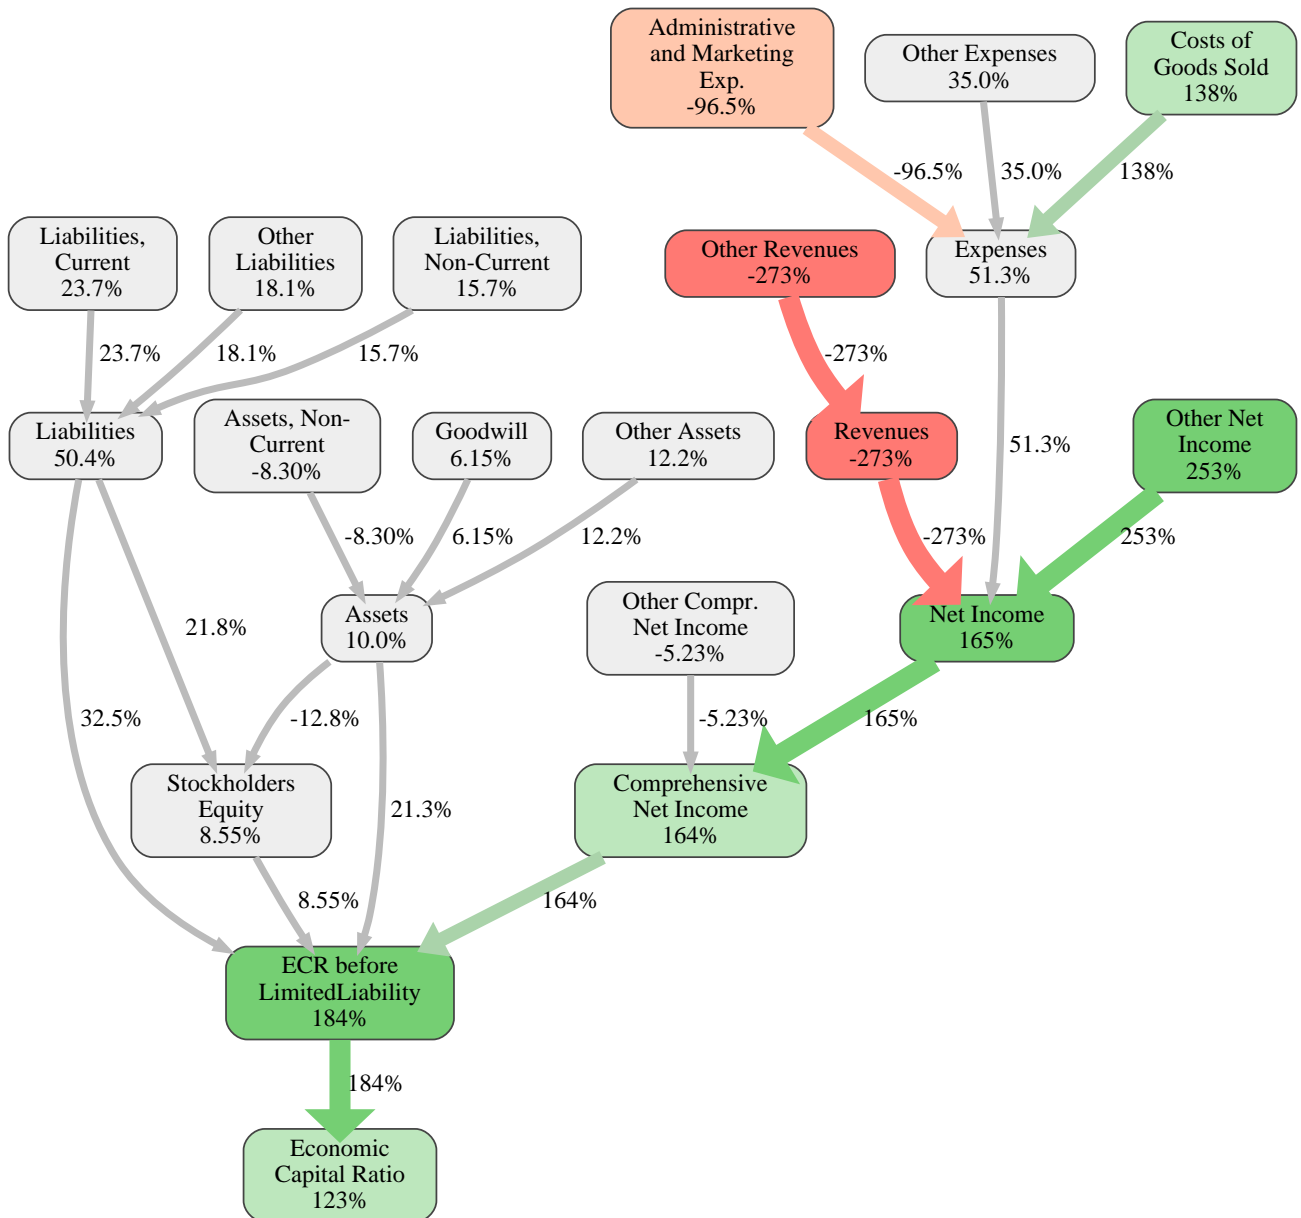 Administrative
and Marketing
Exp.
-96.5%
Other Expenses
35.0%
Costs of
Goods Sold
138%
-96.5%
35.0%
138%
Liabilities,
Current
23.7%
Other
Liabilities
18.1%
Liabilities,
Non-Current
15.7%
Other Revenues
-273%
Expenses
51.3%
23.7%
18.1%
15.7%
-273%
51.3%
Liabilities
50.4%
Assets, Non-
Current
-8.30%
Goodwill
6.15%
Other Assets
12.2%
Revenues
-273%
Other Net
Income
253%
-8.30%
6.15%
12.2%
-273%
253%
Assets
10.0%
Other Compr.
Net Income
-5.23%
Net Income
165%
21.8%
32.5%
-12.8%
21.3%
-5.23%
165%
Stockholders
Equity
8.55%
Comprehensive
Net Income
164%
8.55%
164%
ECR before
LimitedLiability
184%
184%
Economic
Capital Ratio
123%